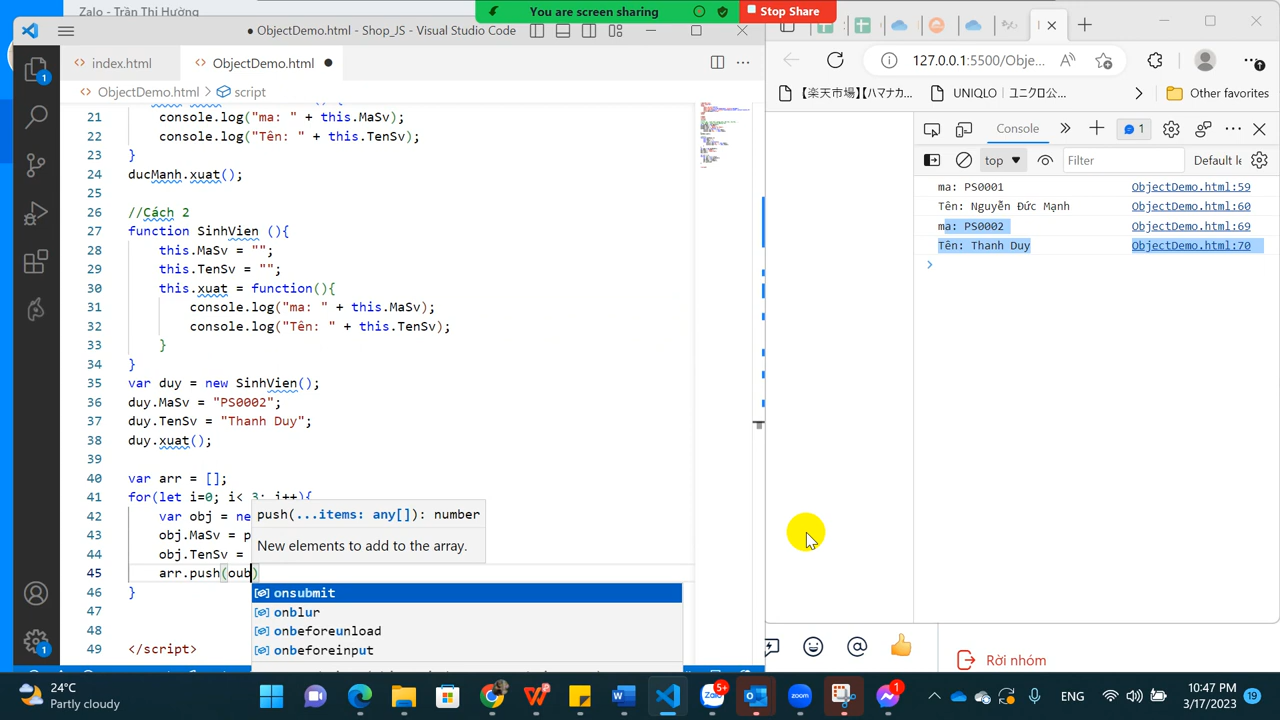 Zalo - Trần Thị Hường
You are screen sharing
Stop Share
ObjectDemo.html - Shop_JS - Visual Studio Code
index.html
ObjectDemo.html
ObjectDemo.html > script
21 console.log("ma: " + this.MaSv);
22 console.log("Tên: " + this.TenSv);
23 }
24 ducManh.xuat();
25
26 //Cách 2
27 function SinhVien (){
28 this.MaSv = "";
29 this.TenSv = "";
30 this.xuat = function(){
31 console.log("ma: " + this.MaSv);
32 console.log("Tên: " + this.TenSv);
33 }
34 }
35 var duy = new SinhVien();
36 duy.MaSv = "PS0002";
37 duy.TenSv = "Thanh Duy";
38 duy.xuat();
39
40 var arr = [];
41 for(let i=0; i< 3; i++){
42 var obj = ne
43 obj.MaSv = p
44 obj.TenSv =
45 arr.push(oub)
46 }
47
48
49 </script>
push(...items: any[]): number
New elements to add to the array.
onsubmit
onblur
onbeforeunload
onbeforeinput
127.0.0.1:5500/Obje...
【楽天市場】【ハマナカ...
UNIQLO｜ユニクロ公...
Other favorites
Console
1
top
Filter
Default le
ma: PS0001 ObjectDemo.html:59
Tên: Nguyễn Đức Mạnh ObjectDemo.html:60
ma: PS0002 ObjectDemo.html:69
Tên: Thanh Duy ObjectDemo.html:70
Rời nhóm
24°C
Partly cloudy
ENG
10:47 PM
3/17/2023
19